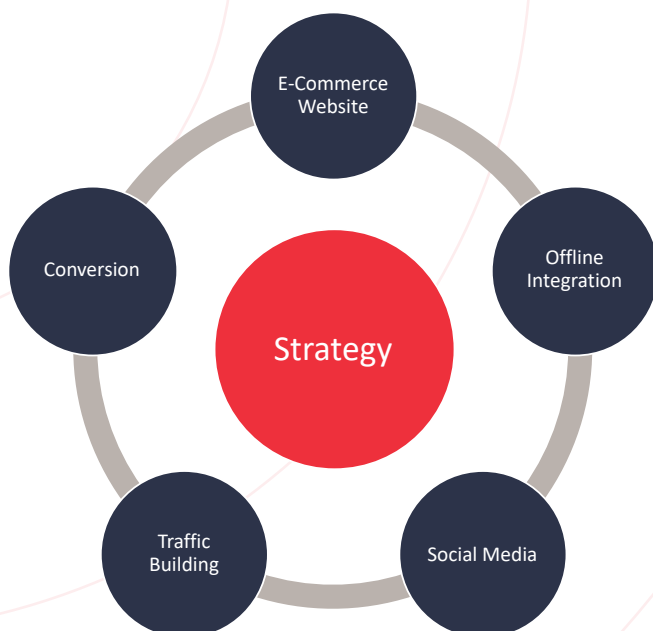 E-Commerce
Website
Conversion
Offline
Integration
Strategy
Traffic
Building
Social Media